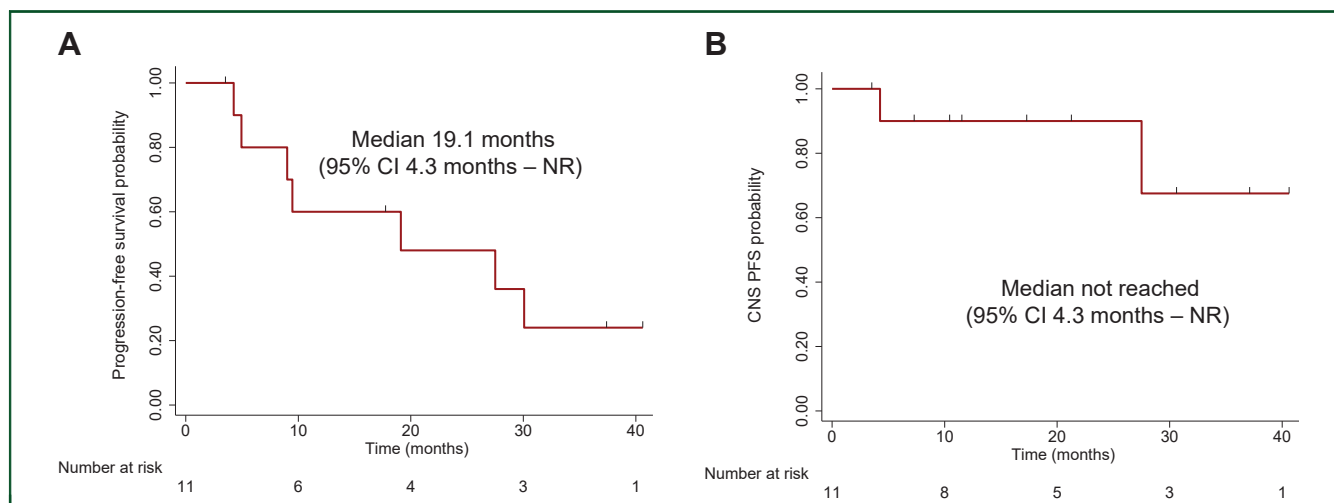 A
Progression-free survival probability
1.00
0.80
0.60
0.40
0.20
0.00
Median 19.1 months
(95% CI 4.3 months – NR)
0 10 20 30 40
Time (months)
Number at risk
11 6 4 3 1
B
CNS PFS probability
1.00
0.80
0.60
0.40
0.20
0.00
Median not reached
(95% CI 4.3 months – NR)
0 10 20 30 40
Time (months)
Number at risk
11 8 5 3 1